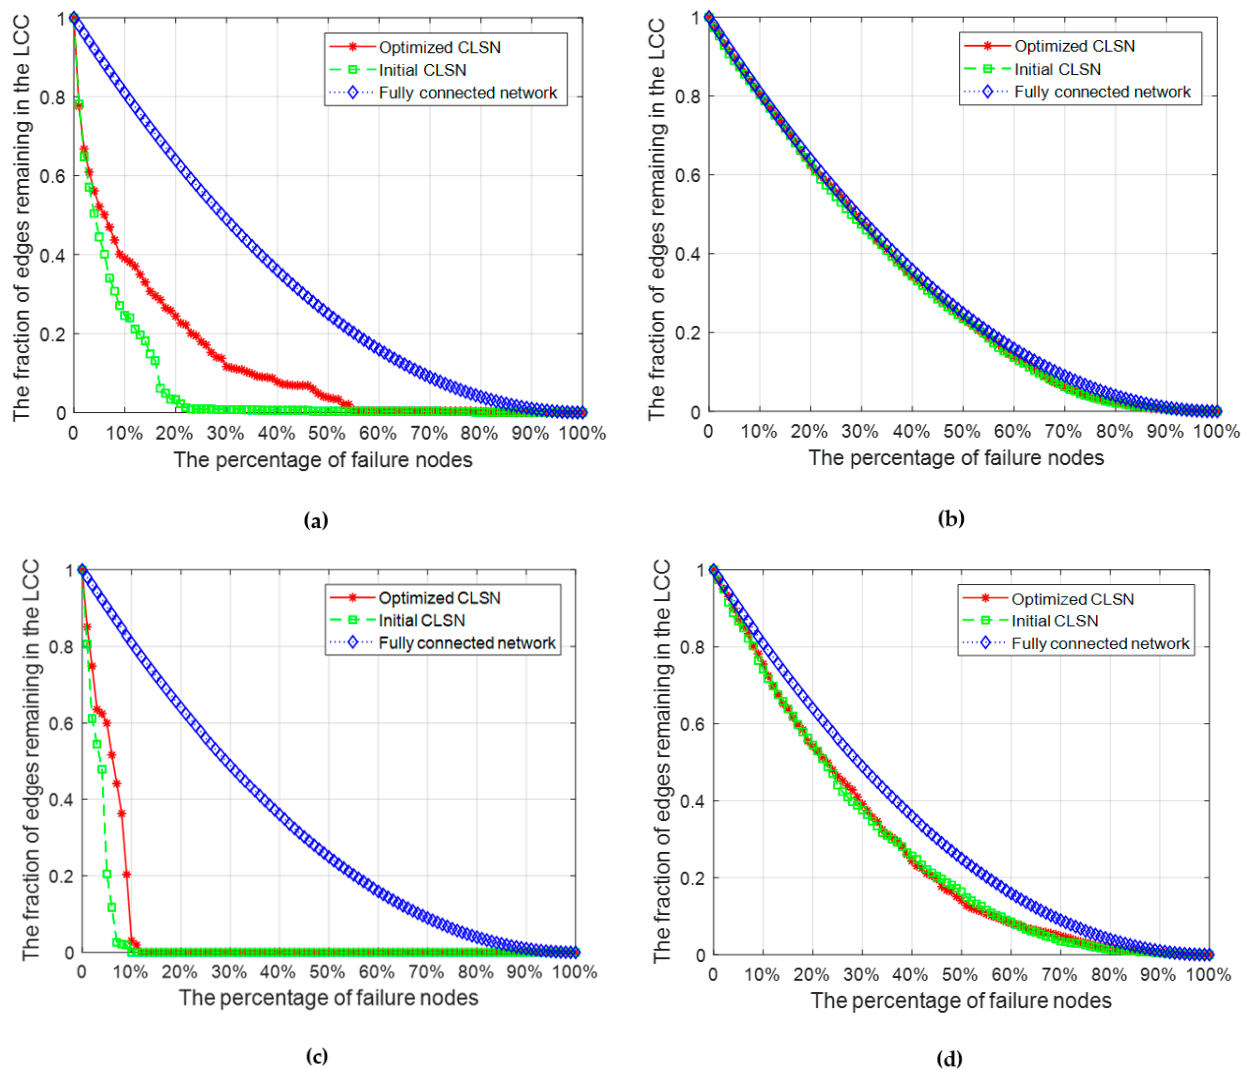 The fraction of edges remaining in the LCC
1
0.8
0.6
0.4
0.2
0
Optimized CLSN
Initial CLSN
Fully connected network
0 10% 20% 30% 40% 50% 60% 70% 80% 90% 100%
The percentage of failure nodes
(a)
The fraction of edges remaining in the LCC
1
0.8
0.6
0.4
0.2
0
Optimized CLSN
Initial CLSN
Fully connected network
0 10% 20% 30% 40% 50% 60% 70% 80% 90% 100%
The percentage of failure nodes
(b)
The fraction of edges remaining in the LCC
1
0.8
0.6
0.4
0.2
0
Optimized CLSN
Initial CLSN
Fully connected network
0 10% 20% 30% 40% 50% 60% 70% 80% 90% 100%
The percentage of failure nodes
(c)
The fraction of edges remaining in the LCC
1
0.8
0.6
0.4
0.2
0
Optimized CLSN
Initial CLSN
Fully connected network
0 10% 20% 30% 40% 50% 60% 70% 80% 90% 100%
The percentage of failure nodes
(d)